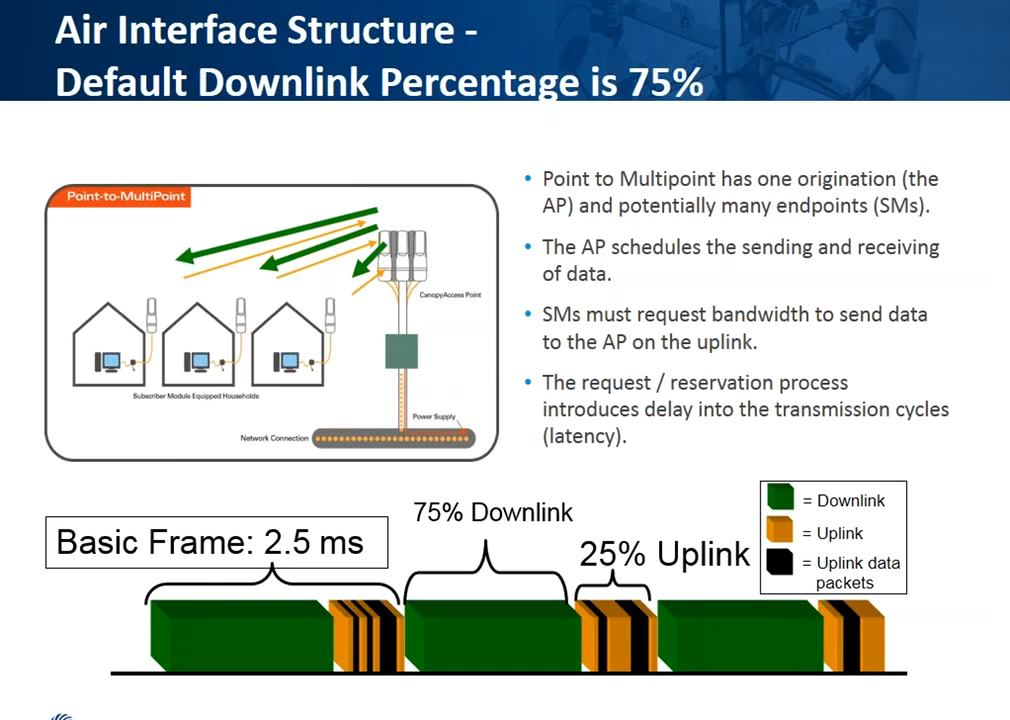 Air Interface Structure -
Default Downlink Percentage is 75%
Point-to-MultiPoint
CanopyAccess Point
Subscriber Module Equipped Households
Power Supply
Network Connection
• Point to Multipoint has one origination (the
AP) and potentially many endpoints (SMs).
• The AP schedules the sending and receiving
of data.
• SMs must request bandwidth to send data
to the AP on the uplink.
• The request / reservation process
introduces delay into the transmission cycles
(latency).
Basic Frame: 2.5 ms
75% Downlink
25% Uplink
= Downlink
= Uplink
= Uplink data
packets